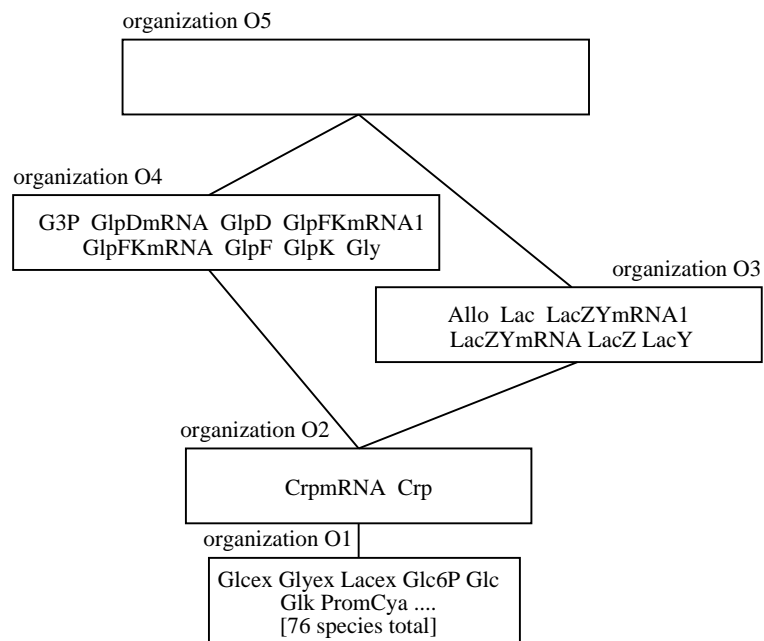 organization O5
organization O4
G3P GlpDmRNA GlpD GlpFKmRNA1
GlpFKmRNA GlpF GlpK Gly
organization O3
Allo Lac LacZYmRNA1
LacZYmRNA LacZ LacY
organization O2
CrpmRNA Crp
organization O1
Glcex Glyex Lacex Glc6P Glc
Glk PromCya ....
[76 species total]